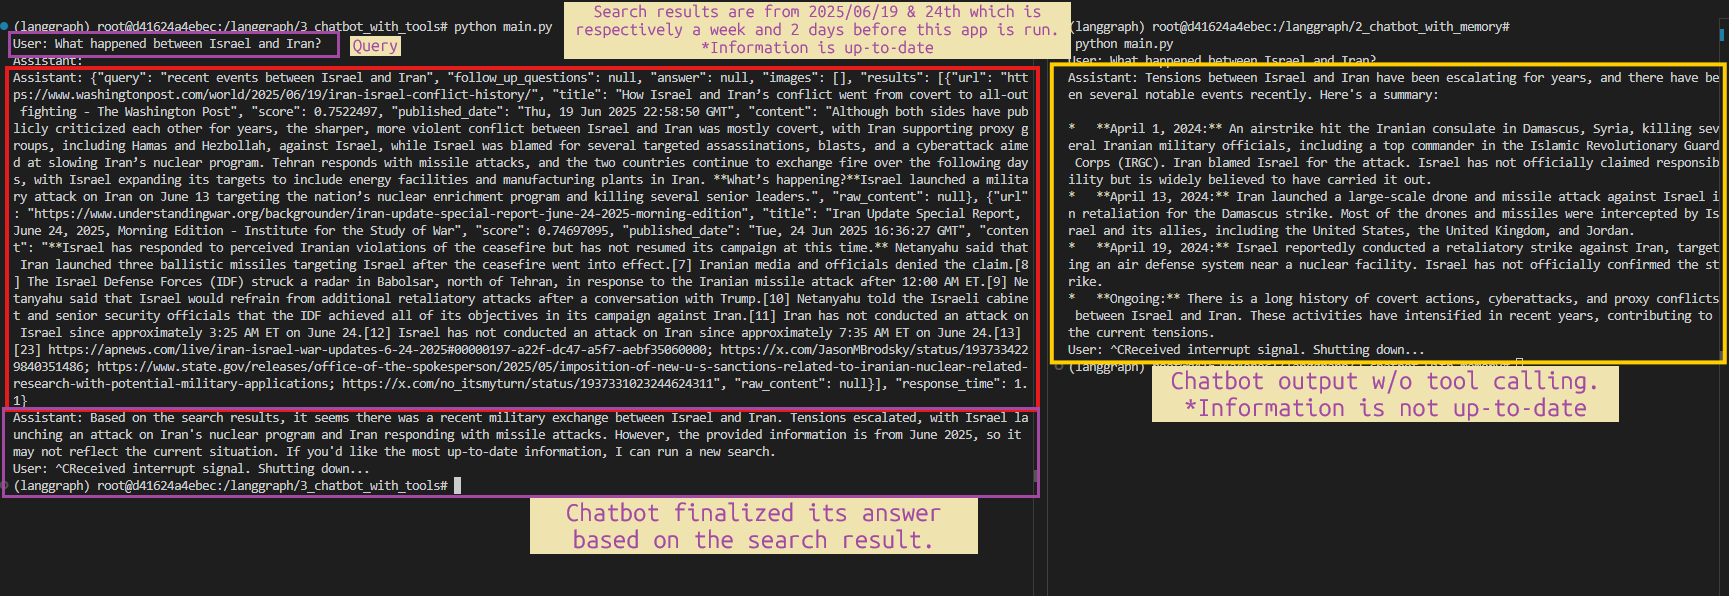 (langgraph) root@d41624a4ebec:/langgraph/3_chatbot_with_tools# python main.py
User: What happened between Israel and Iran?
Query
Search results are from 2025/06/19 & 24th which is
respectively a week and 2 days before this app is run.
*Information is up-to-date
Assistant:
Assistant: {"query": "recent events between Israel and Iran", "follow_up_questions": null, "answer": null, "images": [], "results": [{"url": "htt
ps://www.washingtonpost.com/world/2025/06/19/iran-israel-conflict-history/", "title": "How Israel and Iran’s conflict went from covert to all-out
fighting - The Washington Post", "score": 0.7522497, "published_date": "Thu, 19 Jun 2025 22:58:50 GMT", "content": "Although both sides have pub
licly criticized each other for years, the sharper, more violent conflict between Israel and Iran was mostly covert, with Iran supporting proxy g
roups, including Hamas and Hezbollah, against Israel, while Israel was blamed for several targeted assassinations, blasts, and a cyberattack aime
d at slowing Iran’s nuclear program. Tehran responds with missile attacks, and the two countries continue to exchange fire over the following day
s, with Israel expanding its targets to include energy facilities and manufacturing plants in Iran. **What’s happening?**Israel launched a milita
ry attack on Iran on June 13 targeting the nation’s nuclear enrichment program and killing several senior leaders.", "raw_content": null}, {"url"
: "https://www.understandingwar.org/backgrounder/iran-update-special-report-june-24-2025-morning-edition", "title": "Iran Update Special Report,
June 24, 2025, Morning Edition - Institute for the Study of War", "score": 0.74697095, "published_date": "Tue, 24 Jun 2025 16:36:27 GMT", "conten
t": "**Israel has responded to perceived Iranian violations of the ceasefire but has not resumed its campaign at this time.** Netanyahu said that
Iran launched three ballistic missiles targeting Israel after the ceasefire went into effect.[7] Iranian media and officials denied the claim.[8
] The Israel Defense Forces (IDF) struck a radar in Babolsar, north of Tehran, in response to the Iranian missile attack after 12:00 AM ET.[9] Ne
tanyahu said that Israel would refrain from additional retaliatory attacks after a conversation with Trump.[10] Netanyahu told the Israeli cabine
t and senior security officials that the IDF achieved all of its objectives in its campaign against Iran.[11] Iran has not conducted an attack on
Israel since approximately 3:25 AM ET on June 24.[12] Israel has not conducted an attack on Iran since approximately 7:35 AM ET on June 24.[13]
[23] https://apnews.com/live/iran-israel-war-updates-6-24-2025#00000197-a22f-dc47-a5f7-aebf35060000; https://x.com/JasonMBrodsky/status/193733422
9840351486; https://www.state.gov/releases/office-of-the-spokesperson/2025/05/imposition-of-new-u-s-sanctions-related-to-iranian-nuclear-related-
research-with-potential-military-applications; https://x.com/no_itsmyturn/status/1937331023244624311", "raw_content": null}], "response_time": 1.
1}
Assistant: Based on the search results, it seems there was a recent military exchange between Israel and Iran. Tensions escalated, with Israel la
unching an attack on Iran's nuclear program and Iran responding with missile attacks. However, the provided information is from June 2025, so it
may not reflect the current situation. If you'd like the most up-to-date information, I can run a new search.
User: ^CReceived interrupt signal. Shutting down...
(langgraph) root@d41624a4ebec:/langgraph/3_chatbot_with_tools#
Chatbot finalized its answer
based on the search result.
(langgraph) root@d41624a4ebec:/langgraph/2_chatbot_with_memory#
python main.py
User: What happened between Israel and Iran?
Assistant: Tensions between Israel and Iran have been escalating for years, and there have be
en several notable events recently. Here's a summary:
*   **April 1, 2024:** An airstrike hit the Iranian consulate in Damascus, Syria, killing sev
eral Iranian military officials, including a top commander in the Islamic Revolutionary Guard
Corps (IRGC). Iran blamed Israel for the attack. Israel has not officially claimed responsib
ility but is widely believed to have carried it out.
*   **April 13, 2024:** Iran launched a large-scale drone and missile attack against Israel i
n retaliation for the Damascus strike. Most of the drones and missiles were intercepted by Is
rael and its allies, including the United States, the United Kingdom, and Jordan.
*   **April 19, 2024:** Israel reportedly conducted a retaliatory strike against Iran, target
ing an air defense system near a nuclear facility. Israel has not officially confirmed the st
rike.
*   **Ongoing:** There is a long history of covert actions, cyberattacks, and proxy conflicts
between Israel and Iran. These activities have intensified in recent years, contributing to
the current tensions.
User: ^CReceived interrupt signal. Shutting down...
(langgraph)
Chatbot output w/o tool calling.
*Information is not up-to-date